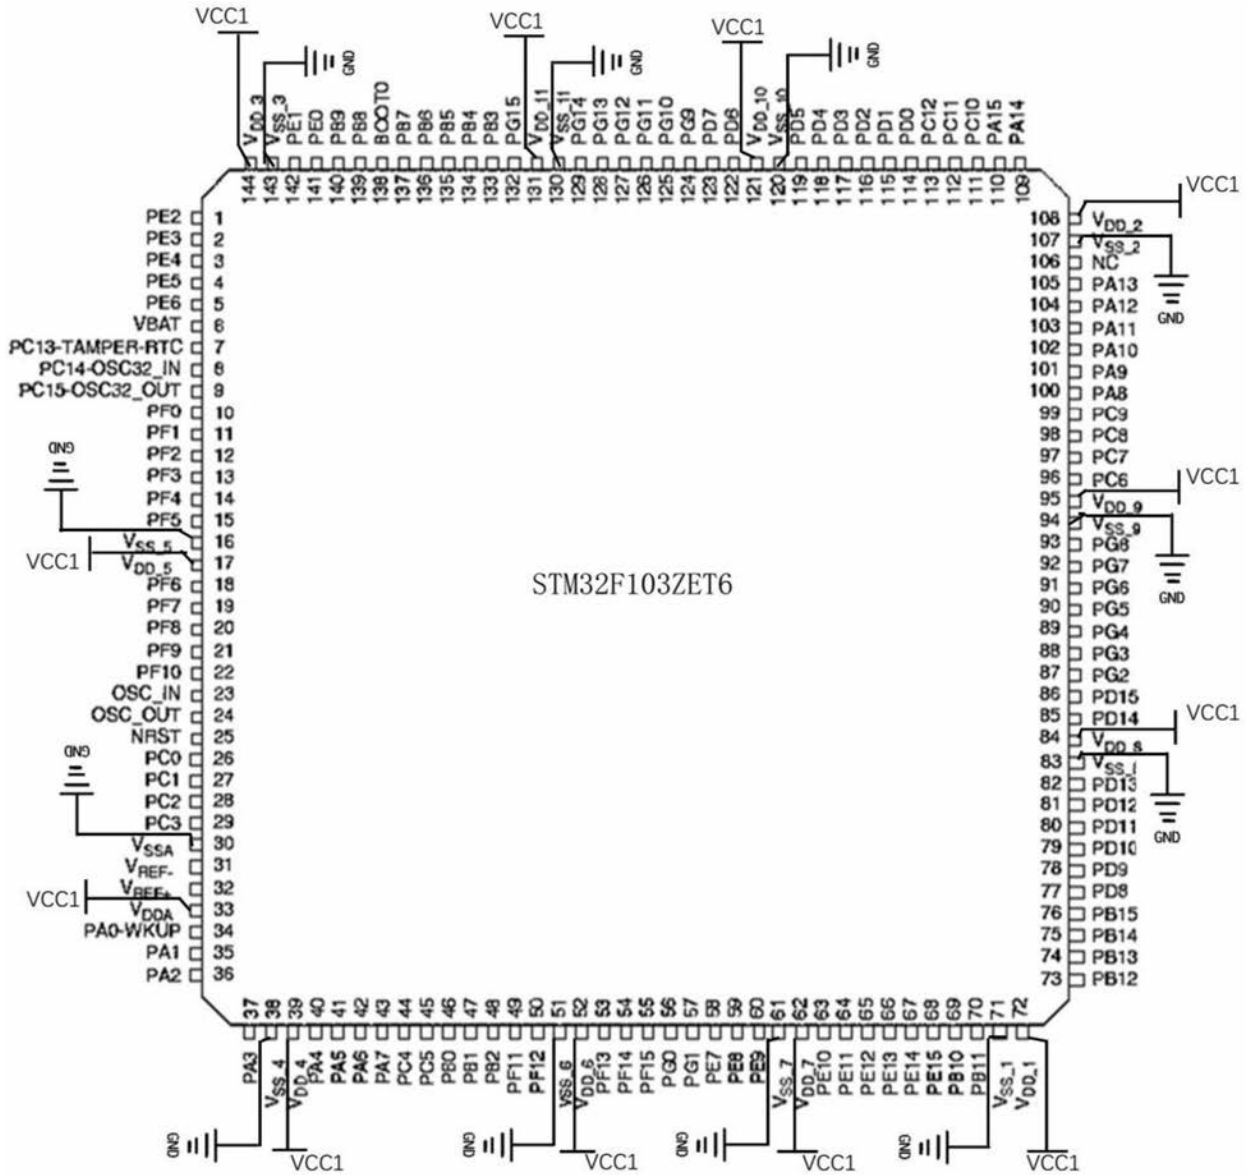 VCC1
GND
VCC1
GND
VCC1
GND
VDD_3
VSS_3
PE1
PE0
PB9
PB8
BOOT0
PB7
PB6
PB5
PB4
PB3
PG15
VDD_11
VSS_11
PG14
PG13
PG12
PG11
PG10
PG9
PD7
PD6
VDD_10
VSS_10
PD5
PD4
PD3
PD2
PD1
PD0
PC12
PC11
PC10
PA15
PA14
144
143
142
141
140
139
138
137
136
135
134
133
132
131
130
129
128
127
126
125
124
123
122
121
120
119
118
117
116
115
114
113
112
111
110
109
PE2 1
PE3 2
PE4 3
PE5 4
PE6 5
VBAT 6
PC13-TAMPER-RTC 7
PC14-OSC32_IN 8
PC15-OSC32_OUT 9
PF0 10
PF1 11
PF2 12
PF3 13
PF4 14
PF5 15
GND
VSS_5 16
VCC1
VDD_5 17
PF6 18
PF7 19
PF8 20
PF9 21
PF10 22
OSC_IN 23
OSC_OUT 24
NRST 25
PC0 26
PC1 27
PC2 28
PC3 29
GND
VSSA 30
VREF- 31
VREF+ 32
VCC1
VDDA 33
PA0-WKUP 34
PA1 35
PA2 36
STM32F103ZET6
VCC1
108 VDD_2
107 VSS_2
GND
106 NC
105 PA13
104 PA12
103 PA11
102 PA10
101 PA9
100 PA8
99 PC9
98 PC8
97 PC7
96 PC6
VCC1
95 VDD_9
94 VSS_9
GND
93 PG8
92 PG7
91 PG6
90 PG5
89 PG4
88 PG3
87 PG2
86 PD15
85 PD14
VCC1
84 VDD_8
83 VSS_
GND
82 PD13
81 PD12
80 PD11
79 PD10
78 PD9
77 PD8
76 PB15
75 PB14
74 PB13
73 PB12
37
38
39
40
41
42
43
44
45
46
47
48
49
50
51
52
53
54
55
56
57
58
59
60
61
62
63
64
65
66
67
68
69
70
71
72
PA3
VSS_4
VDD_4
PA4
PA5
PA6
PA7
PC4
PC5
PB0
PB1
PB2
PF11
PF12
VSS_6
VDD_6
PF13
PF14
PF15
PG0
PG1
PE7
PE8
PE9
VSS_7
VDD_7
PE10
PE11
PE12
PE13
PE14
PE15
PB10
PB11
VSS_1
VDD_1
GND
VCC1
GND
VCC1
GND
VCC1
GND
VCC1